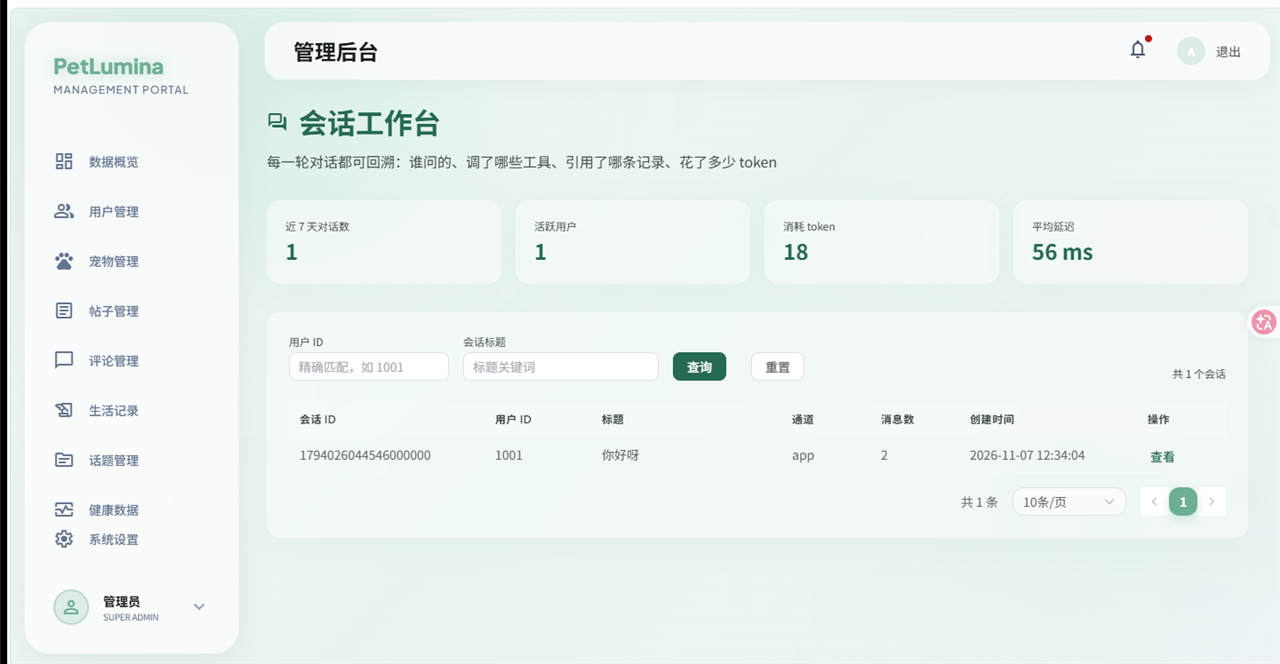 PetLumina
MANAGEMENT PORTAL
数据概览
用户管理
宠物管理
帖子管理
评论管理
生活记录
话题管理
健康数据
系统设置
管理员
SUPER ADMIN
管理后台
A
退出
会话工作台
每一轮对话都可回溯：谁问的、调了哪些工具、引用了哪条记录、花了多少 token
近 7 天对话数
1
活跃用户
1
消耗 token
18
平均延迟
56 ms
用户 ID
会话标题
精确匹配，如 1001
标题关键词
查询
重置
共 1 个会话
会话 ID 用户 ID 标题 通道 消息数 创建时间 操作
1794026044546000000 1001 你好呀 app 2 2026-11-07 12:34:04 查看
共 1 条 10条/页 1